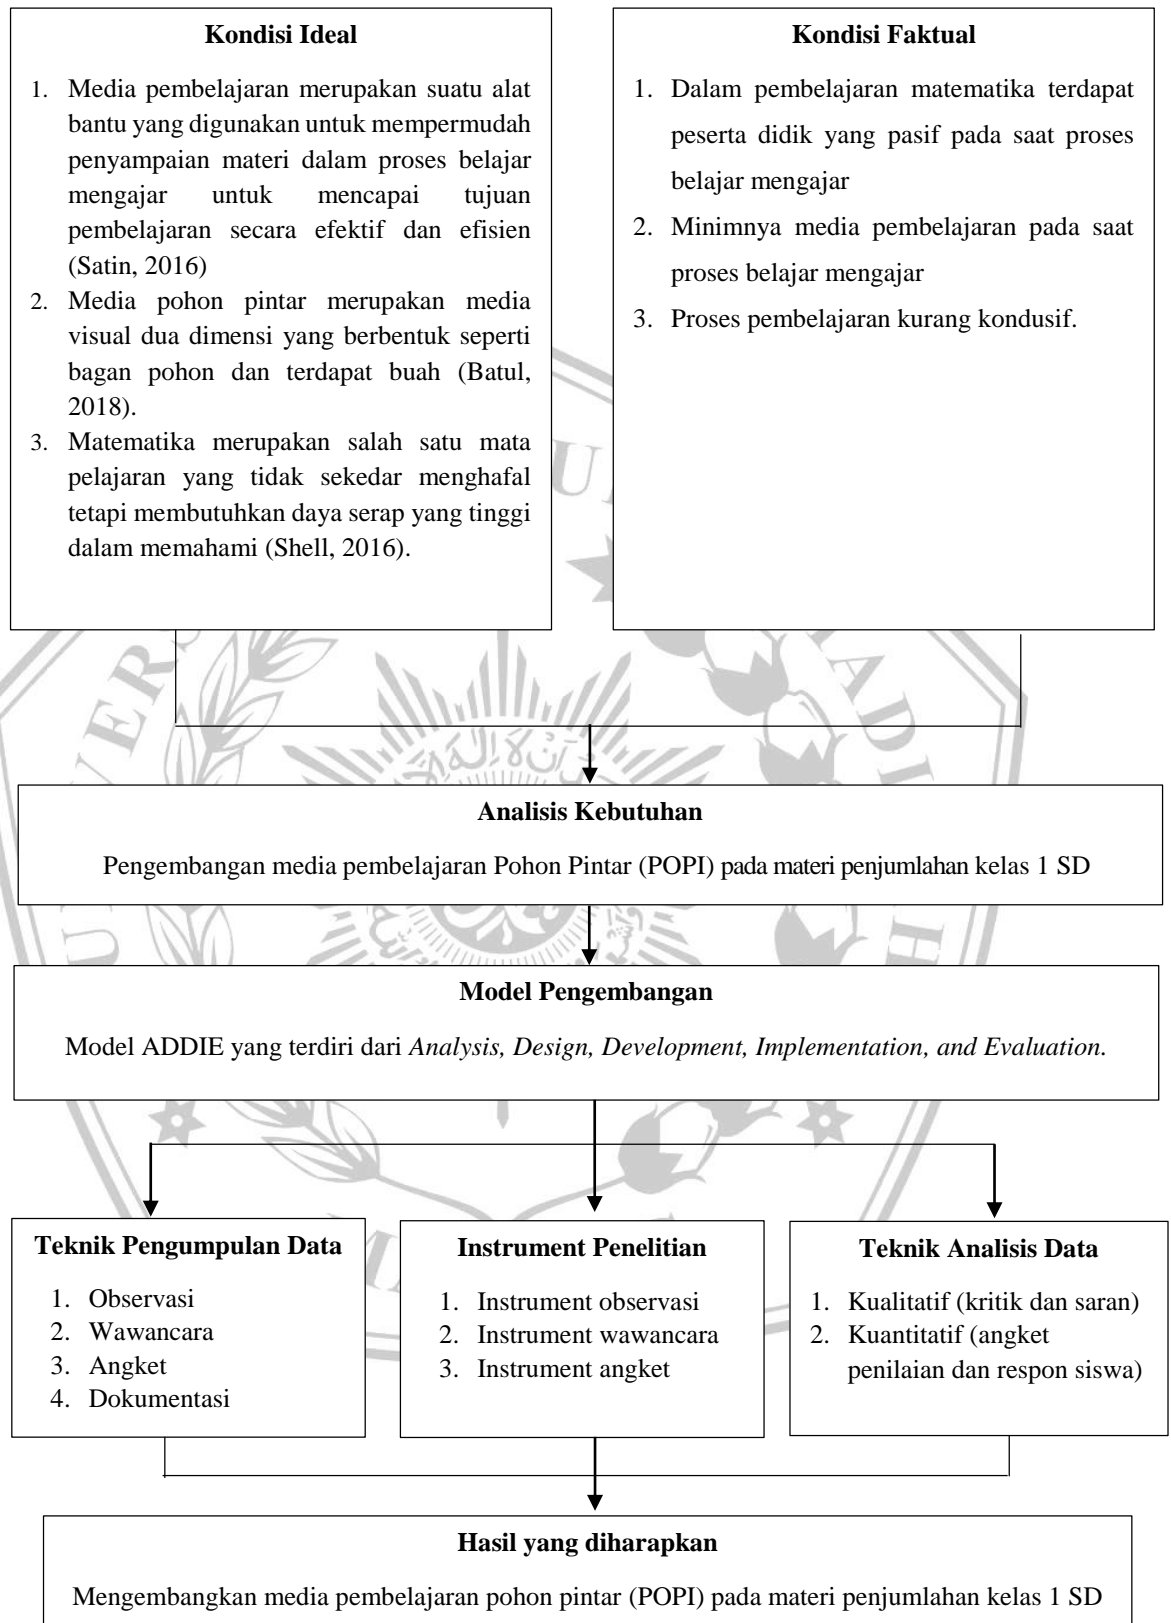 Kondisi Ideal
1. Media pembelajaran merupakan suatu alat
bantu yang digunakan untuk mempermudah
penyampaian materi dalam proses belajar
mengajar untuk mencapai tujuan
pembelajaran secara efektif dan efisien
(Satin, 2016)
2. Media pohon pintar merupakan media
visual dua dimensi yang berbentuk seperti
bagan pohon dan terdapat buah (Batul,
2018).
3. Matematika merupakan salah satu mata
pelajaran yang tidak sekedar menghafal
tetapi membutuhkan daya serap yang tinggi
dalam memahami (Shell, 2016).
Kondisi Faktual
1. Dalam pembelajaran matematika terdapat
peserta didik yang pasif pada saat proses
belajar mengajar
2. Minimnya media pembelajaran pada saat
proses belajar mengajar
3. Proses pembelajaran kurang kondusif.
Analisis Kebutuhan
Pengembangan media pembelajaran Pohon Pintar (POPI) pada materi penjumlahan kelas 1 SD
Model Pengembangan
Model ADDIE yang terdiri dari Analysis, Design, Development, Implementation, and Evaluation.
Teknik Pengumpulan Data
1. Observasi
2. Wawancara
3. Angket
4. Dokumentasi
Instrument Penelitian
1. Instrument observasi
2. Instrument wawancara
3. Instrument angket
Teknik Analisis Data
1. Kualitatif (kritik dan saran)
2. Kuantitatif (angket
penilaian dan respon siswa)
Hasil yang diharapkan
Mengembangkan media pembelajaran pohon pintar (POPI) pada materi penjumlahan kelas 1 SD